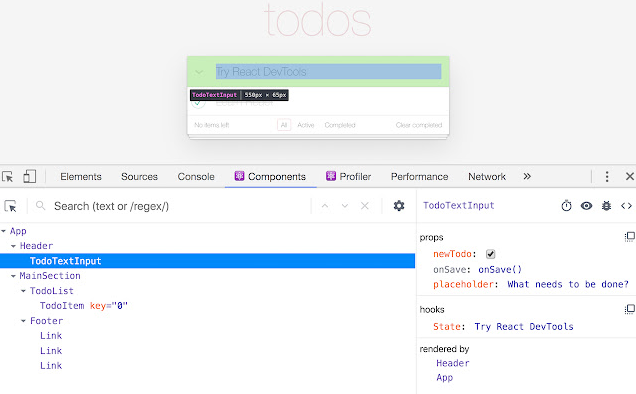 todos
Try React DevTools
TodoTextInput | 550px × 65px
No items left
All
Active
Completed
Clear completed
Elements
Sources
Console
Components
Profiler
Performance
Network
»
Search (text or /regex/)
TodoTextInput
App
Header
TodoTextInput
MainSection
TodoList
TodoItem key="0"
Footer
Link
Link
Link
props
newTodo:
onSave: onSave()
placeholder: What needs to be done?
hooks
State: Try React DevTools
rendered by
Header
App